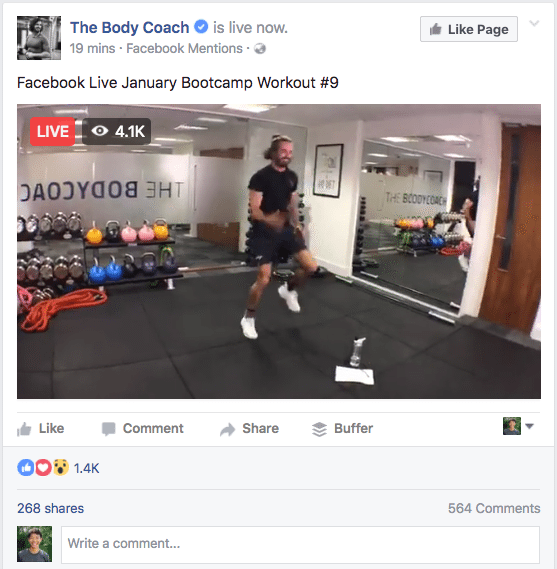 The Body Coach is live now.
19 mins · Facebook Mentions ·
Like Page
Facebook Live January Bootcamp Workout #9
LIVE 4.1K
THE BODYCOAC
THE BODYCOACH
Like Comment Share Buffer
1.4K
268 shares
564 Comments
Write a comment...